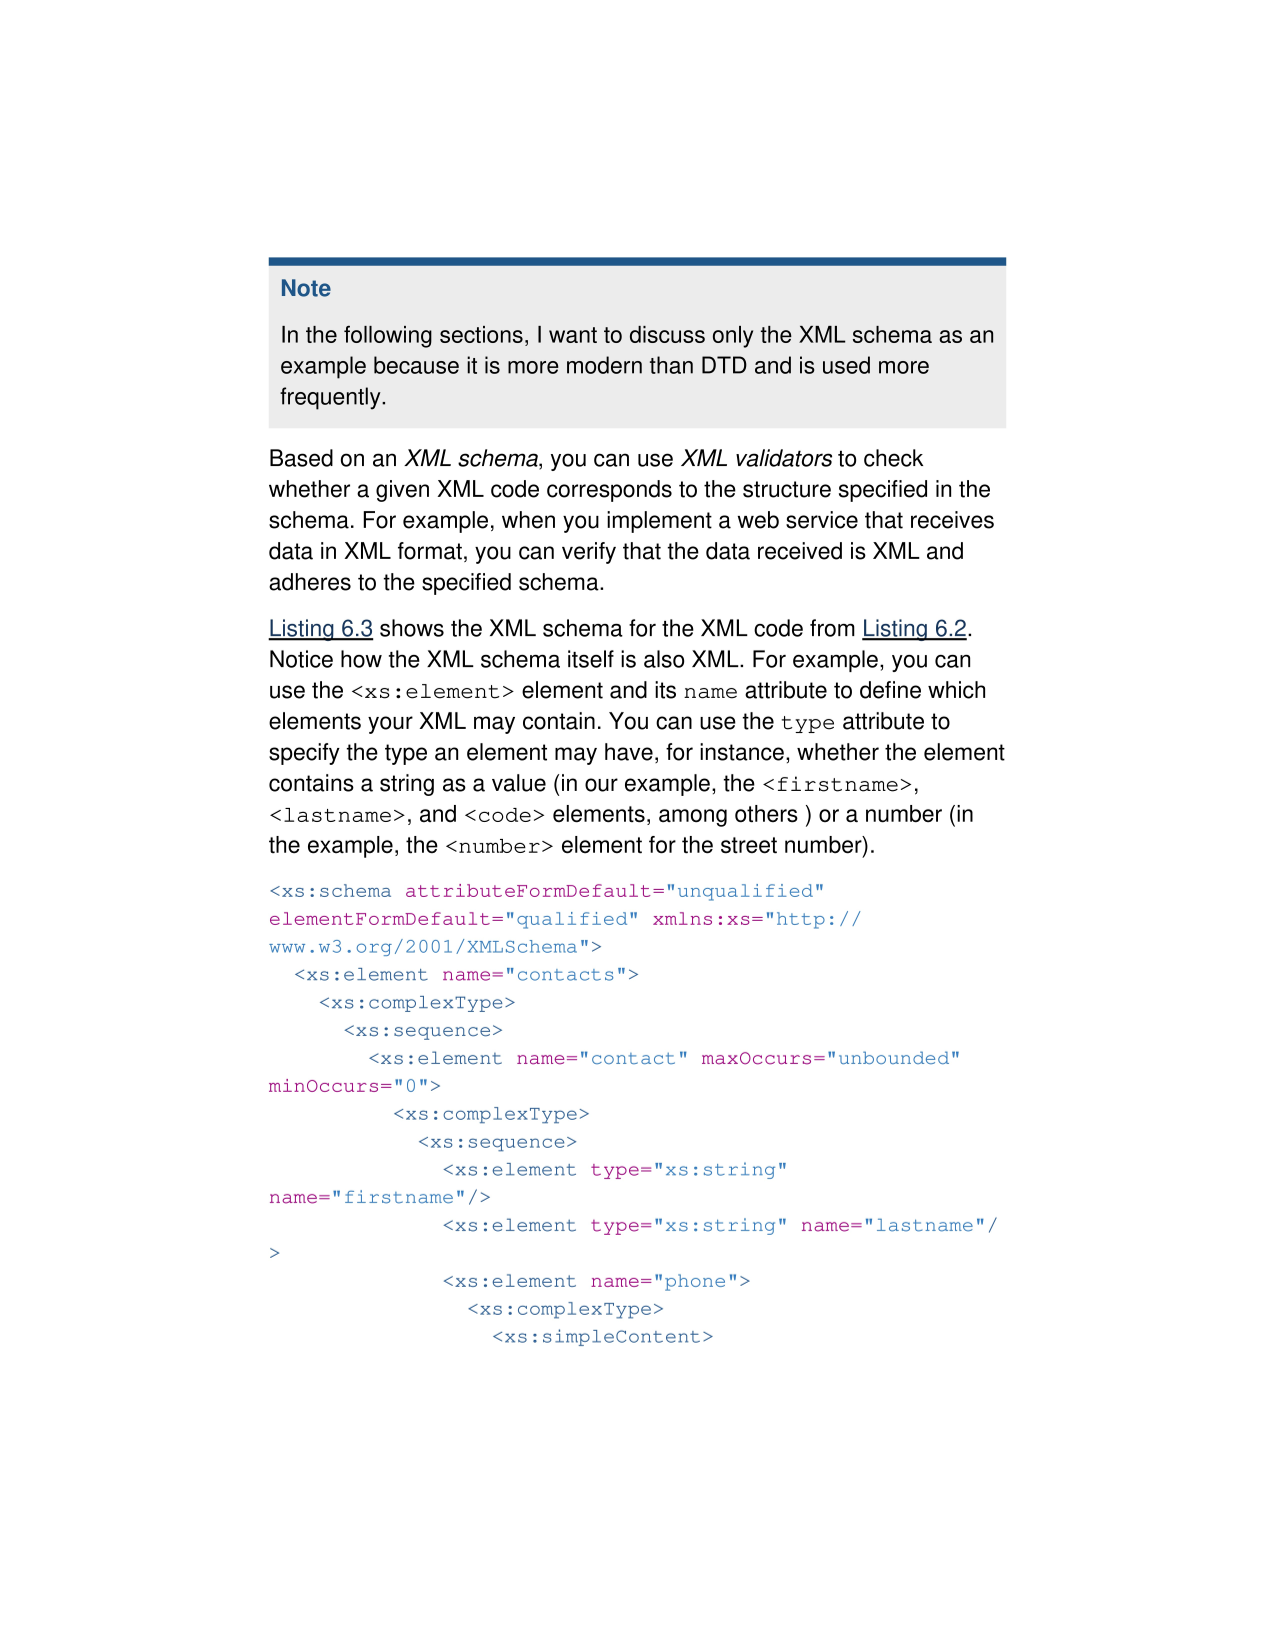 Note
In the following sections, I want to discuss only the XML schema as an
example because it is more modern than DTD and is used more
frequently.
Based on an XML schema, you can use XML validators to check
whether a given XML code corresponds to the structure specified in the
schema. For example, when you implement a web service that receives
data in XML format, you can verify that the data received is XML and
adheres to the specified schema.
Listing 6.3 shows the XML schema for the XML code from Listing 6.2.
Notice how the XML schema itself is also XML. For example, you can
use the <xs:element> element and its name attribute to define which
elements your XML may contain. You can use the type attribute to
specify the type an element may have, for instance, whether the element
contains a string as a value (in our example, the <firstname>,
<lastname>, and <code> elements, among others ) or a number (in
the example, the <number> element for the street number).
<xs:schema attributeFormDefault="unqualified"
elementFormDefault="qualified" xmlns:xs="http://
www.w3.org/2001/XMLSchema">
  <xs:element name="contacts">
    <xs:complexType>
      <xs:sequence>
        <xs:element name="contact" maxOccurs="unbounded"
minOccurs="0">
          <xs:complexType>
            <xs:sequence>
              <xs:element type="xs:string"
name="firstname"/>
              <xs:element type="xs:string" name="lastname"/
>
              <xs:element name="phone">
                <xs:complexType>
                  <xs:simpleContent>